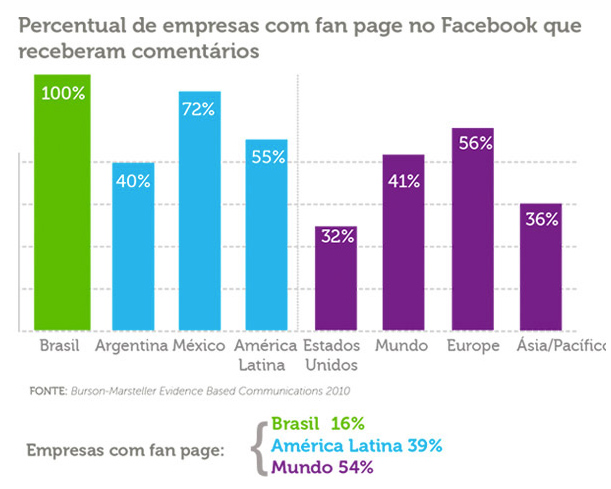 Percentual de empresas com fan page no Facebook que
receberam comentários
100%
40%
72%
55%
32%
41%
56%
36%
Brasil
Argentina
México
América
Latina
Estados
Unidos
Mundo
Europe
Ásia/Pacífico
FONTE: Burson-Marsteller Evidence Based Communications 2010
Empresas com fan page:
Brasil 16%
América Latina 39%
Mundo 54%